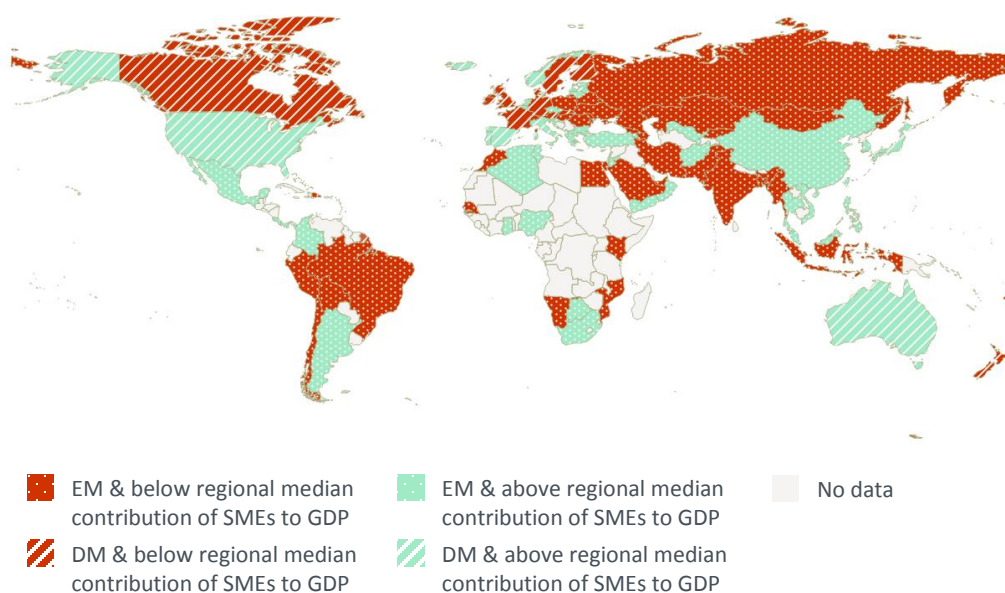 EM & below regional median
contribution of SMEs to GDP
EM & above regional median
contribution of SMEs to GDP
No data
DM & below regional median
contribution of SMEs to GDP
DM & above regional median
contribution of SMEs to GDP